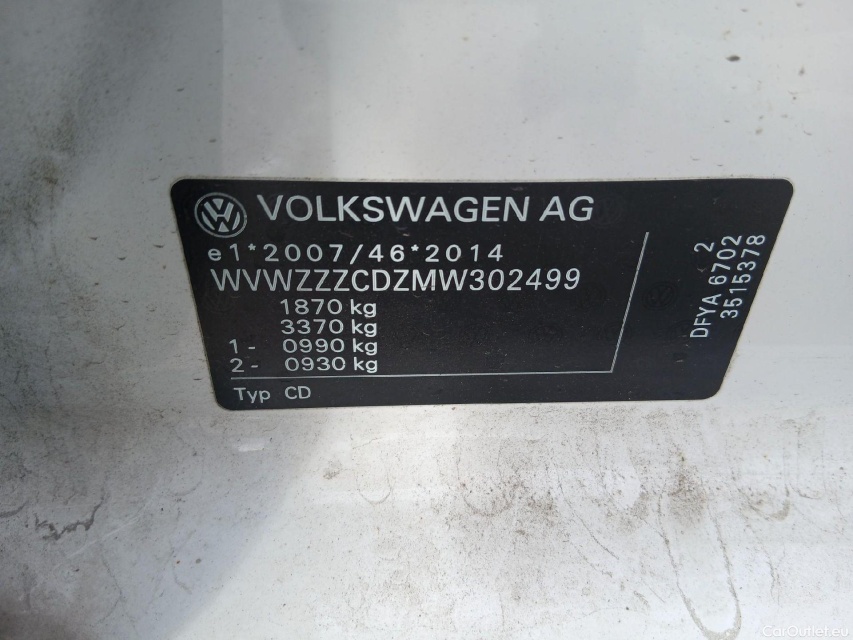 VOLKSWAGEN AG
e1*2007/46*2014
WVWZZZCDZMW302499
1870 kg
3370 kg
1- 0990 kg
2- 0930 kg
Typ CD
2
DFYA 6702
3515378
CarOutlet.eu